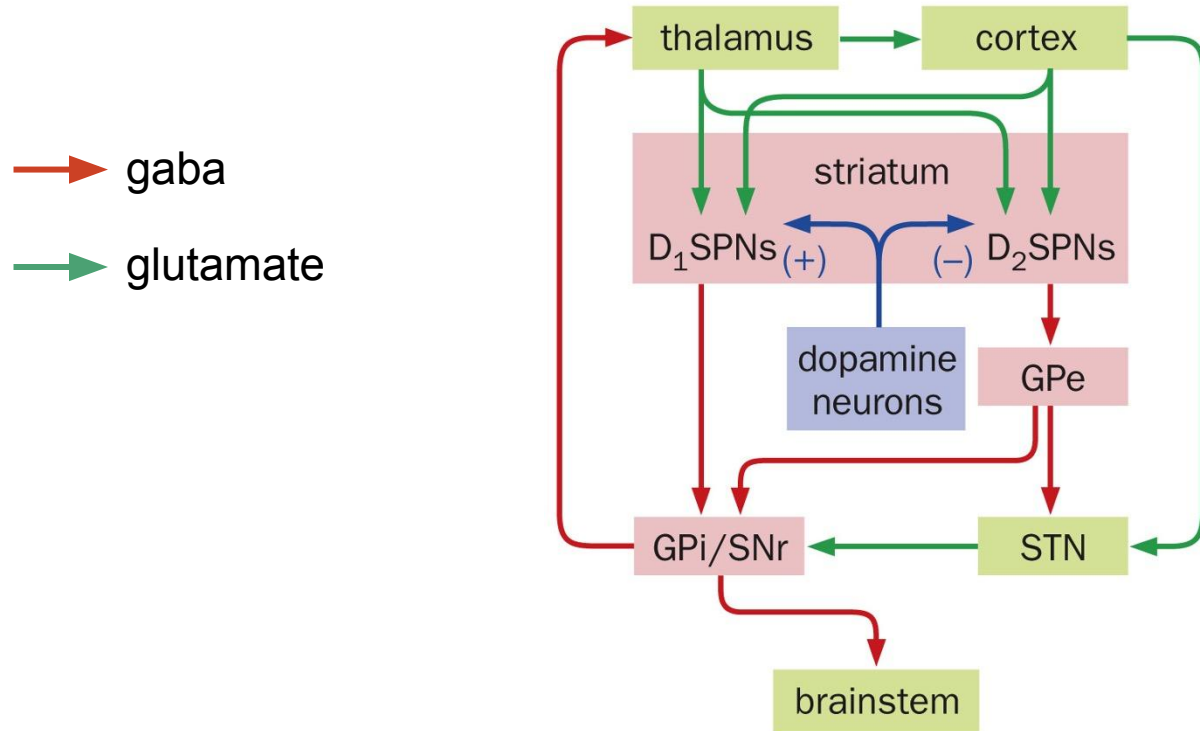 thalamus
cortex
gaba
striatum
glutamate
D₁SPNs (+)
(−) D₂SPNs
dopamine
neurons
GPe
GPi/SNr
STN
brainstem